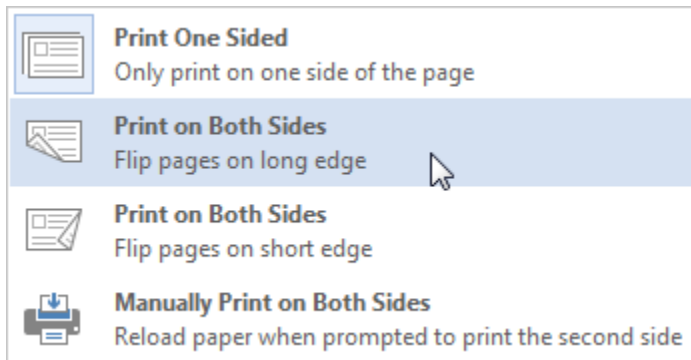 Print One Sided
Only print on one side of the page
Print on Both Sides
Flip pages on long edge
Print on Both Sides
Flip pages on short edge
Manually Print on Both Sides
Reload paper when prompted to print the second side